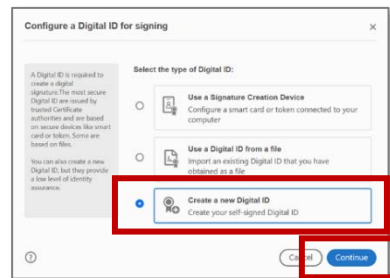 Configure a Digital ID for signing
A Digital ID is required to
create a digital
signature.The most secure
Digital ID are issued by
trusted Certificate
authorities and are based
on secure devices like smart
card or token. Some are
based on files.
You can also create a new
Digital ID, but they provide
a low level of identity
assurance.
Select the type of Digital ID:
Use a Signature Creation Device
Configure a smart card or token connected to your
computer
Use a Digital ID from a file
Import an existing Digital ID that you have
obtained as a file
Create a new Digital ID
Create your self-signed Digital ID
Cancel
Continue